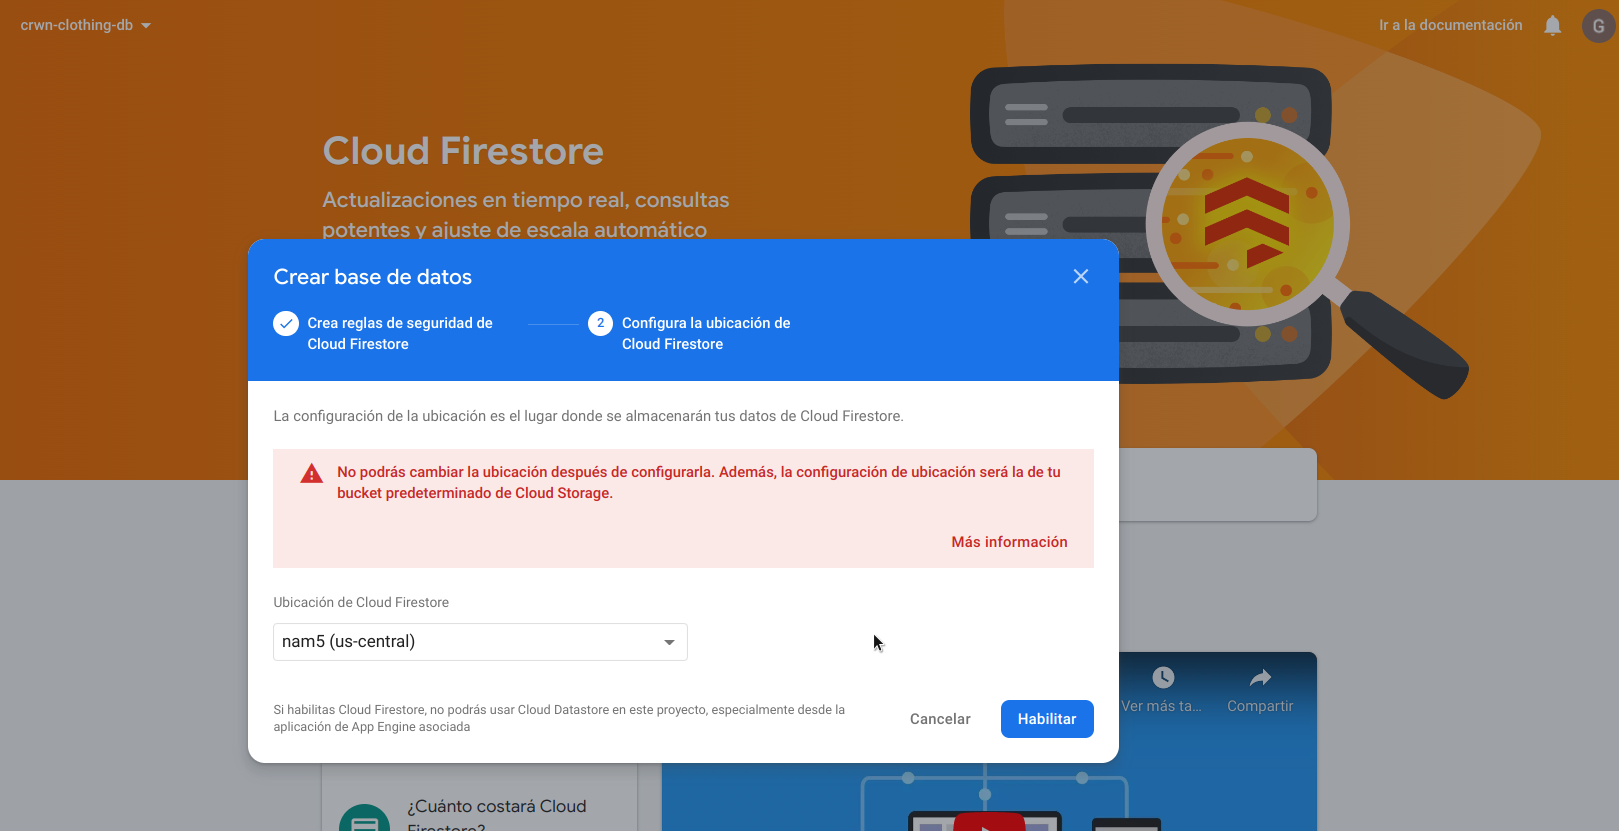 crwn-clothing-db
Ir a la documentación
G
Cloud Firestore
Actualizaciones en tiempo real, consultas
potentes y ajuste de escala automático
Crear base de datos
Crea reglas de seguridad de
Cloud Firestore
2
Configura la ubicación de
Cloud Firestore
La configuración de la ubicación es el lugar donde se almacenarán tus datos de Cloud Firestore.
No podrás cambiar la ubicación después de configurarla. Además, la configuración de ubicación será la de tu
bucket predeterminado de Cloud Storage.
Más información
Ubicación de Cloud Firestore
nam5 (us-central)
Si habilitas Cloud Firestore, no podrás usar Cloud Datastore en este proyecto, especialmente desde la
aplicación de App Engine asociada
Cancelar
Habilitar
Ver más ta...
Compartir
¿Cuánto costará Cloud
Firestore?